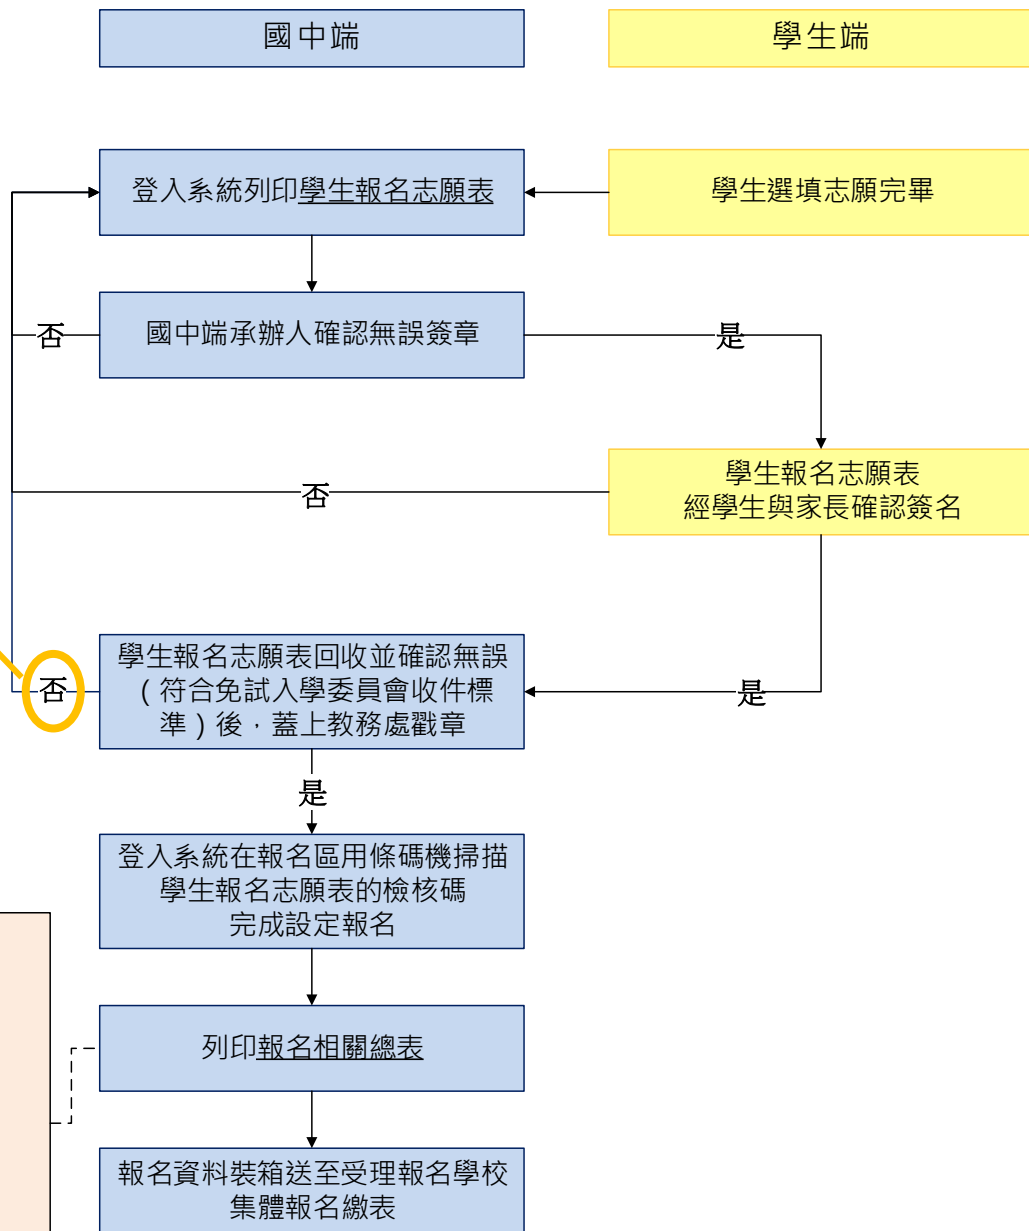 國中端
學生端
登入系統列印學生報名志願表
學生選填志願完畢
否
國中端承辦人確認無誤簽章
是
學生報名志願表
經學生與家長確認簽名
否
學生報名志願表回收並確認無誤
（符合免試入學委員會收件標
準）後，蓋上教務處戳章
否
是
是
登入系統在報名區用條碼機掃描
學生報名志願表的檢核碼
完成設定報名
列印報名相關總表
報名資料裝箱送至受理報名學校
集體報名繳表